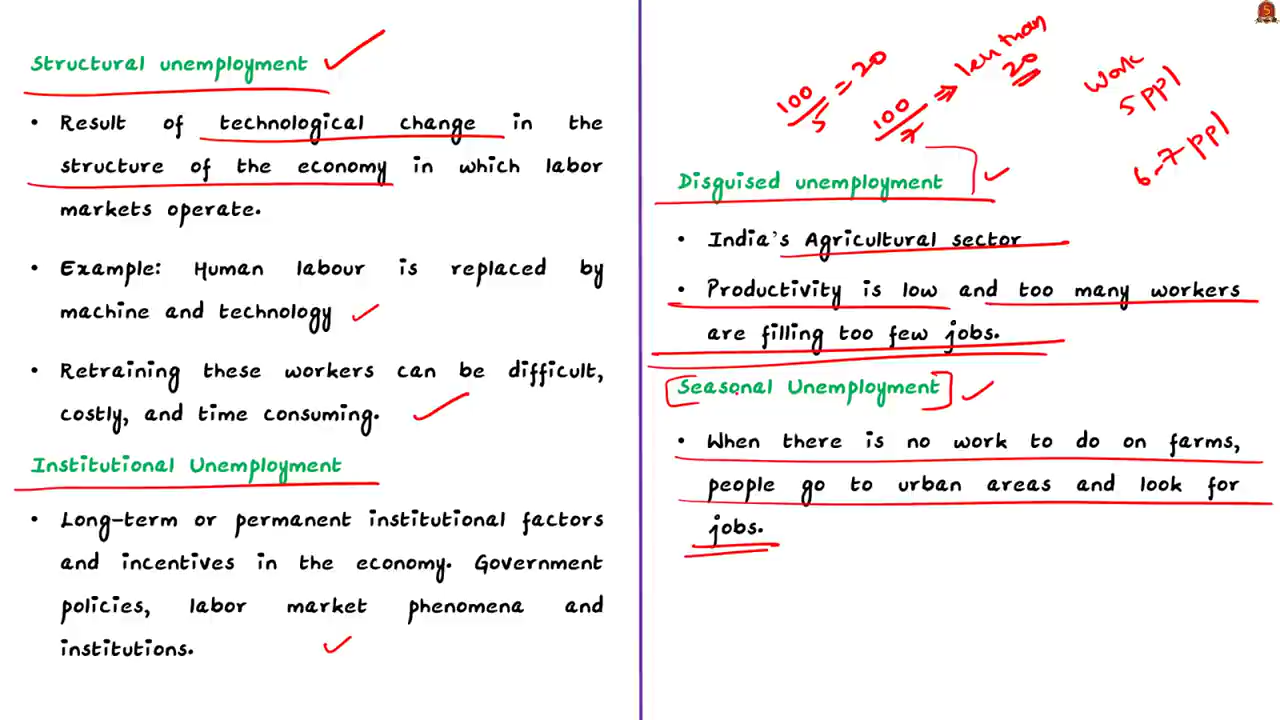 Structural unemployment
• Result of technological change in the
structure of the economy in which labor
markets operate.
• Example: Human labour is replaced by
machine and technology
• Retraining these workers can be difficult,
costly, and time consuming.
Institutional Unemployment
• Long-term or permanent institutional factors
and incentives in the economy. Government
policies, labor market phenomena and
institutions.
100/5 = 20
100/7 ⇒ less than
20
work
5 ppl
6-7 ppl
Disguised unemployment
• India's Agricultural sector
• Productivity is low and too many workers
are filling too few jobs.
Seasonal Unemployment
• When there is no work to do on farms,
people go to urban areas and look for
jobs.